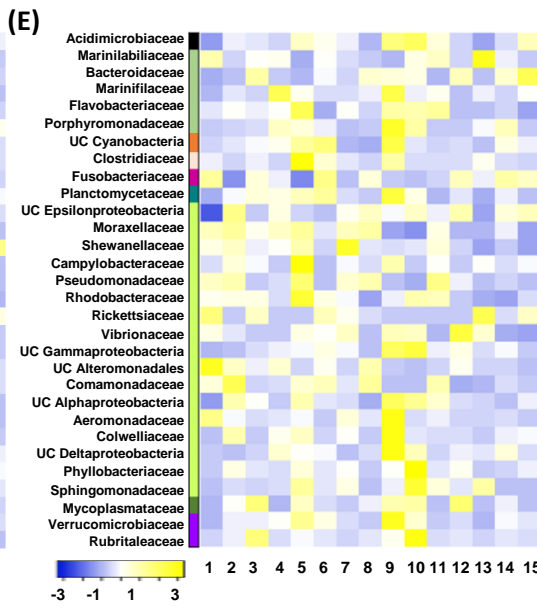 (E)
Acidimicrobiaceae
Marinilabiliaceae
Bacteroidaceae
Marinifilaceae
Flavobacteriaceae
Porphyromonadaceae
UC Cyanobacteria
Clostridiaceae
Fusobacteriaceae
Planctomycetaceae
UC Epsilonproteobacteria
Moraxellaceae
Shewanellaceae
Campylobacteraceae
Pseudomonadaceae
Rhodobacteraceae
Rickettsiaceae
Vibrionaceae
UC Gammaproteobacteria
UC Alteromonadales
Comamonadaceae
UC Alphaproteobacteria
Aeromonadaceae
Colwelliaceae
UC Deltaproteobacteria
Phyllobacteriaceae
Sphingomonadaceae
Mycoplasmataceae
Verrucomicrobiaceae
Rubritaleaceae
1 2 3 4 5 6 7 8 9 10 11 12 13 14 15
-3 -1 1 3